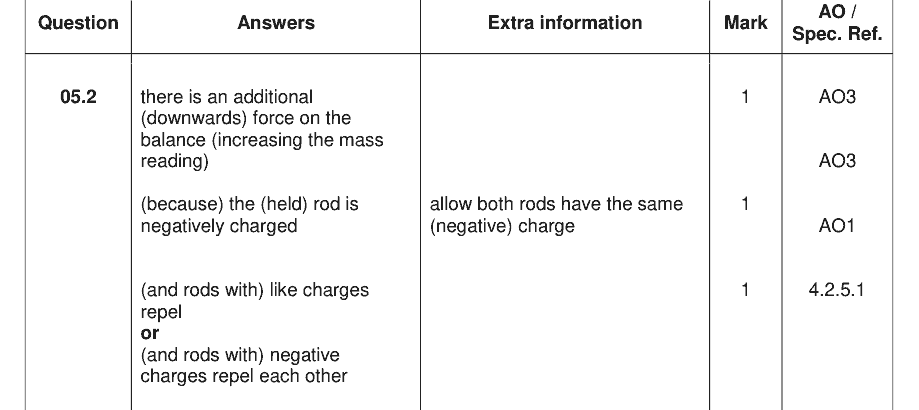 Question Answers Extra information Mark AO /
Spec. Ref.
05.2 there is an additional 1 AO3
(downwards) force on the
balance (increasing the mass
reading) AO3
(because) the (held) rod is allow both rods have the same 1
negatively charged (negative) charge AO1
(and rods with) like charges 1 4.2.5.1
repel
or
(and rods with) negative
charges repel each other